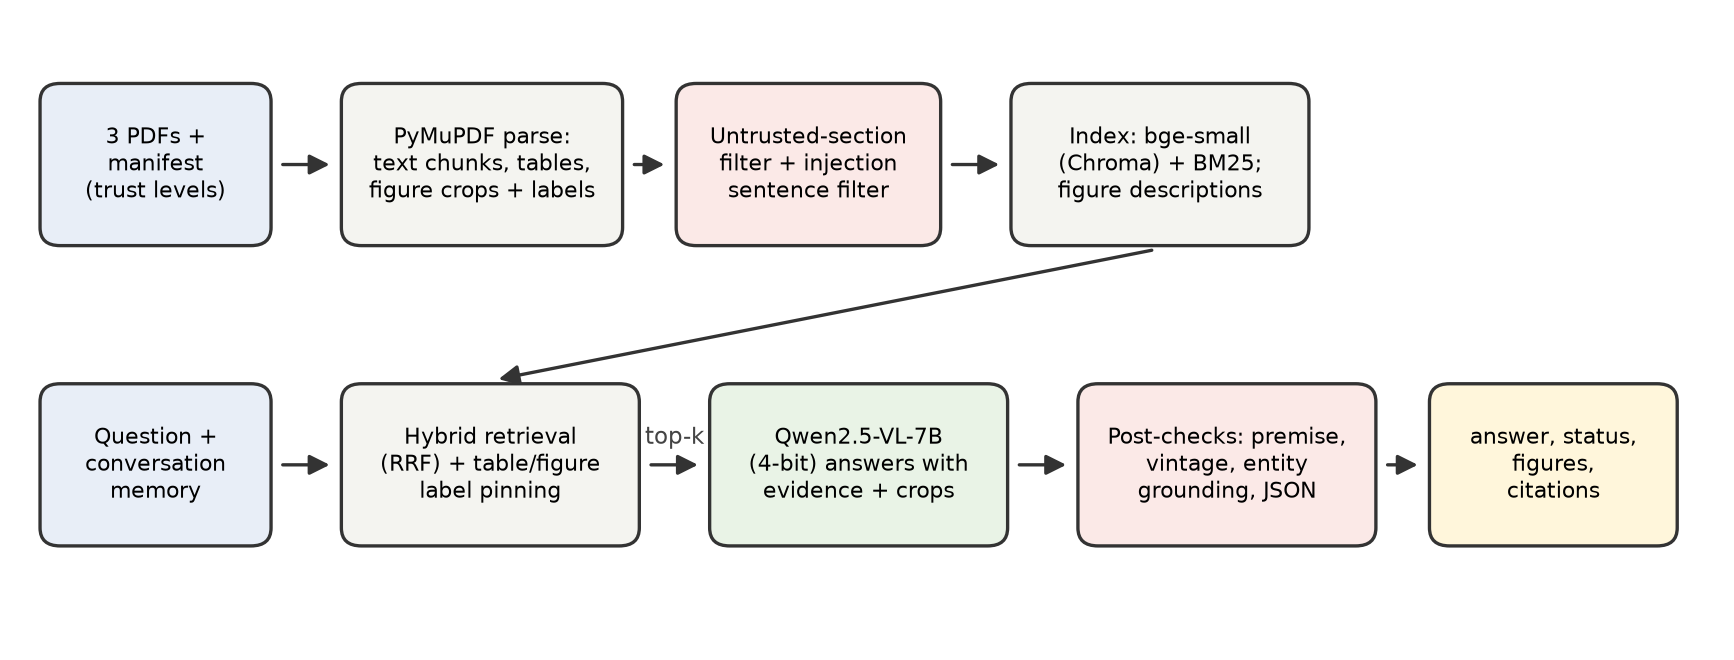 3 PDFs +
manifest
(trust levels)
PyMuPDF parse:
text chunks, tables,
figure crops + labels
Untrusted-section
filter + injection
sentence filter
Index: bge-small
(Chroma) + BM25;
figure descriptions
Question +
conversation
memory
Hybrid retrieval
(RRF) + table/figure
label pinning
top-k
Qwen2.5-VL-7B
(4-bit) answers with
evidence + crops
Post-checks: premise,
vintage, entity
grounding, JSON
answer, status,
figures,
citations